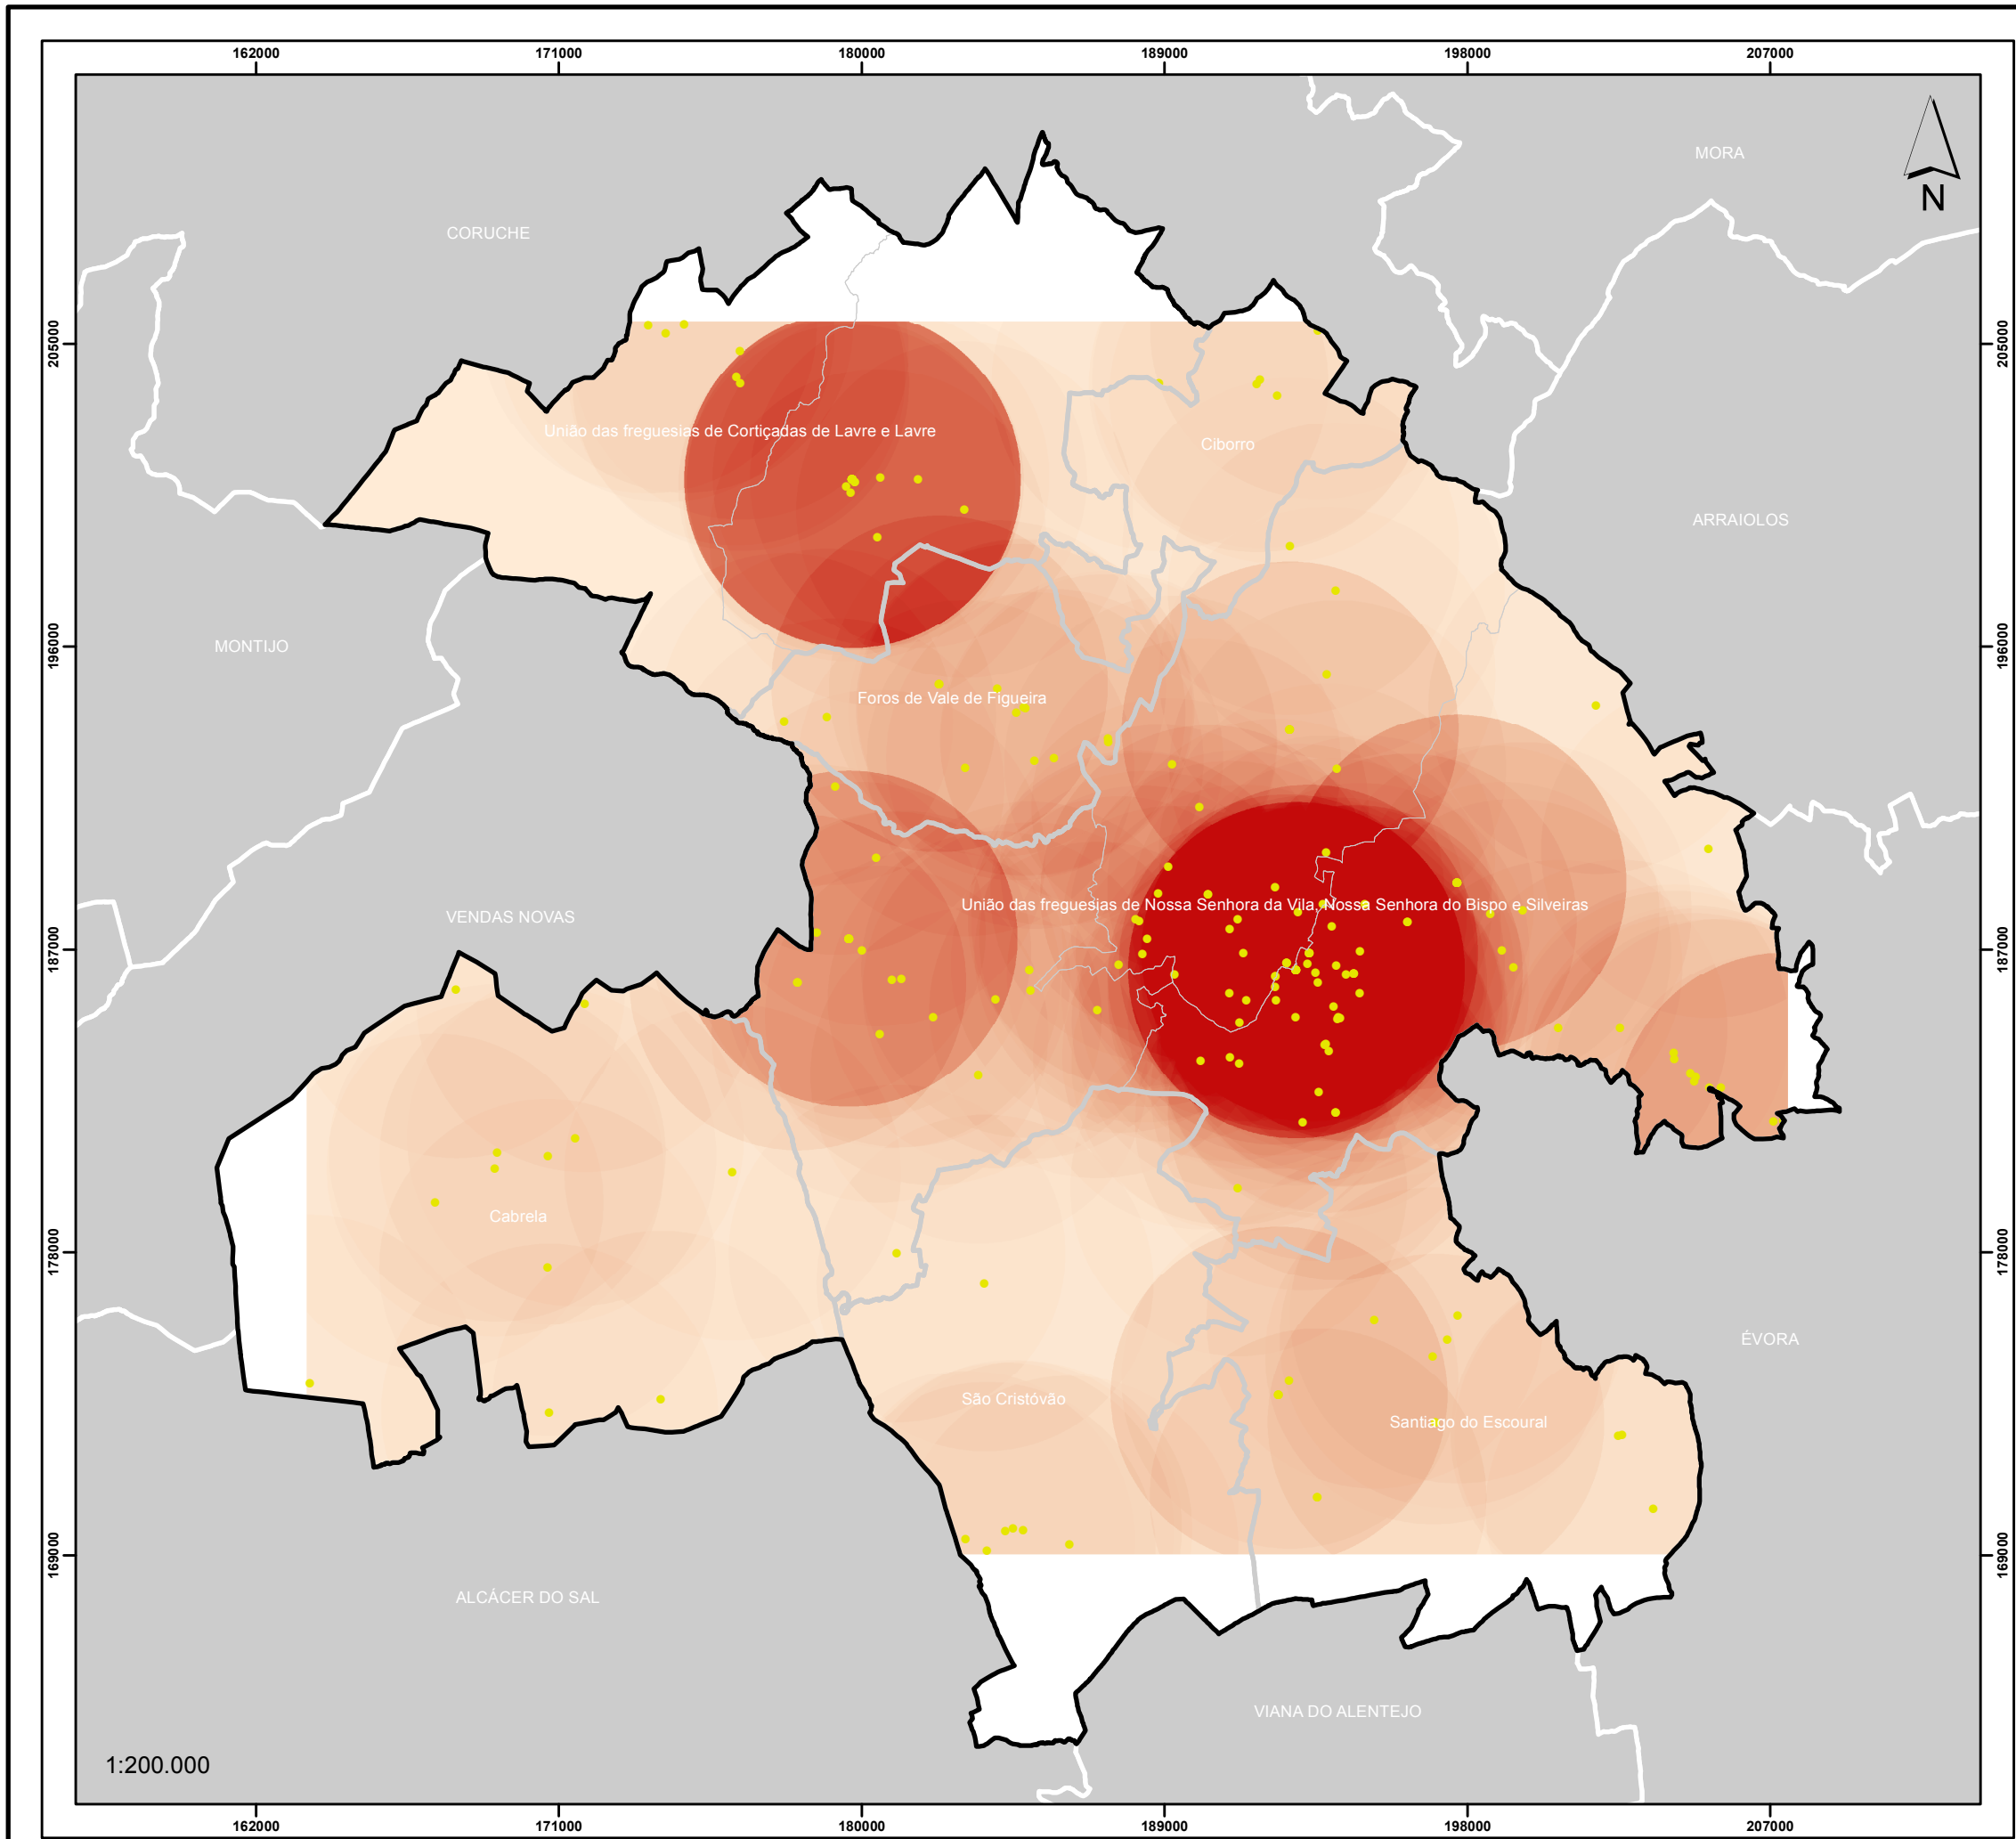 162000 171000 180000 189000 198000 207000
MORA
N
CORUCHE
205000 205000
União das freguesias de Cortiçadas de Lavre e Lavre
Ciborro
ARRAIOLOS
196000 196000
MONTIJO
Foros de Vale de Figueira
União das freguesias de Nossa Senhora da Vila, Nossa Senhora do Bispo e Silveiras
VENDAS NOVAS
187000 187000
Cabrela
178000 178000
ÉVORA
São Cristóvão
Santiago do Escoural
169000 169000
ALCÁCER DO SAL
VIANA DO ALENTEJO
1:200.000
162000 171000 180000 189000 198000 207000